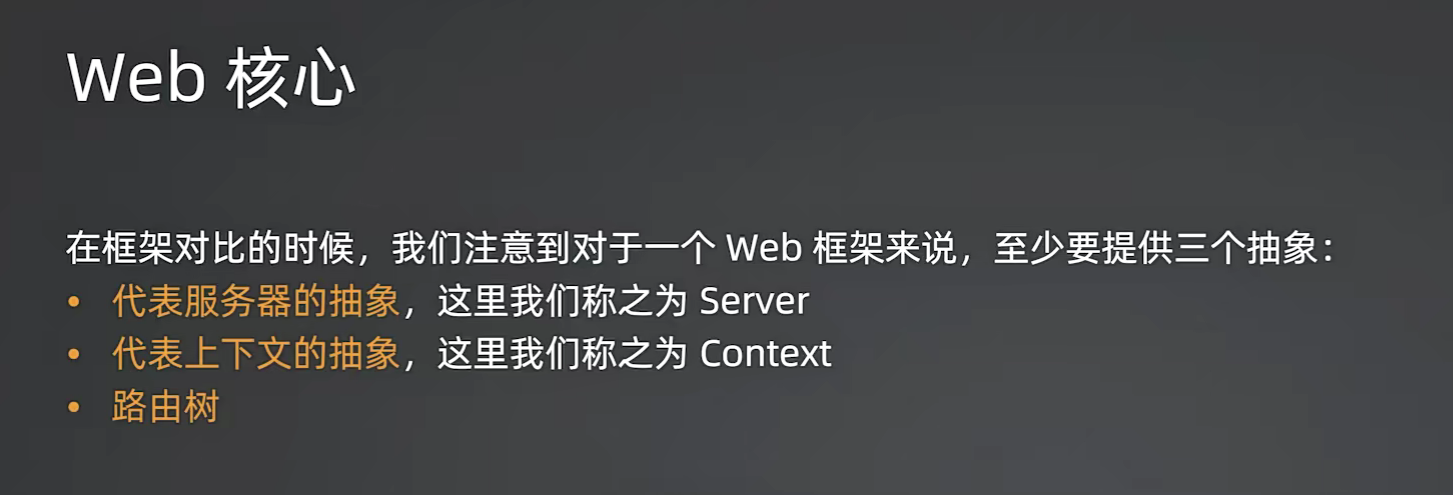 Web 核心
在框架对比的时候，我们注意到对于一个 Web 框架来说，至少要提供三个抽象：
• 代表服务器的抽象，这里我们称之为 Server
• 代表上下文的抽象，这里我们称之为 Context
• 路由树